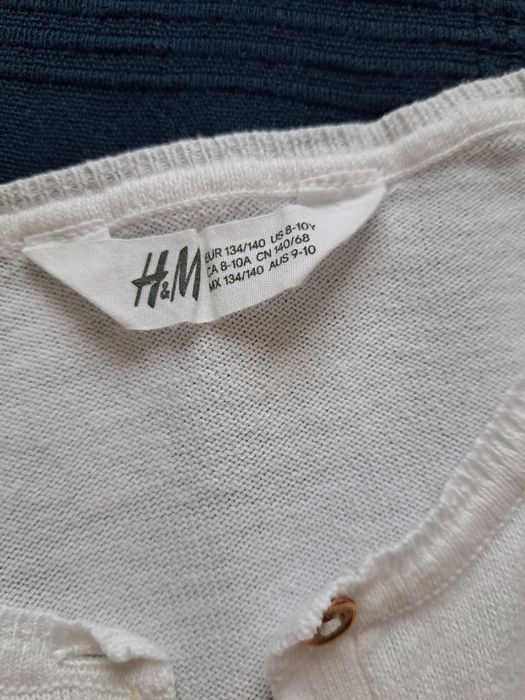 H&M
EUR 134/140 US 8-10Y
CA 8-10A CN 140/68
MX 134/140 AUS 9-10